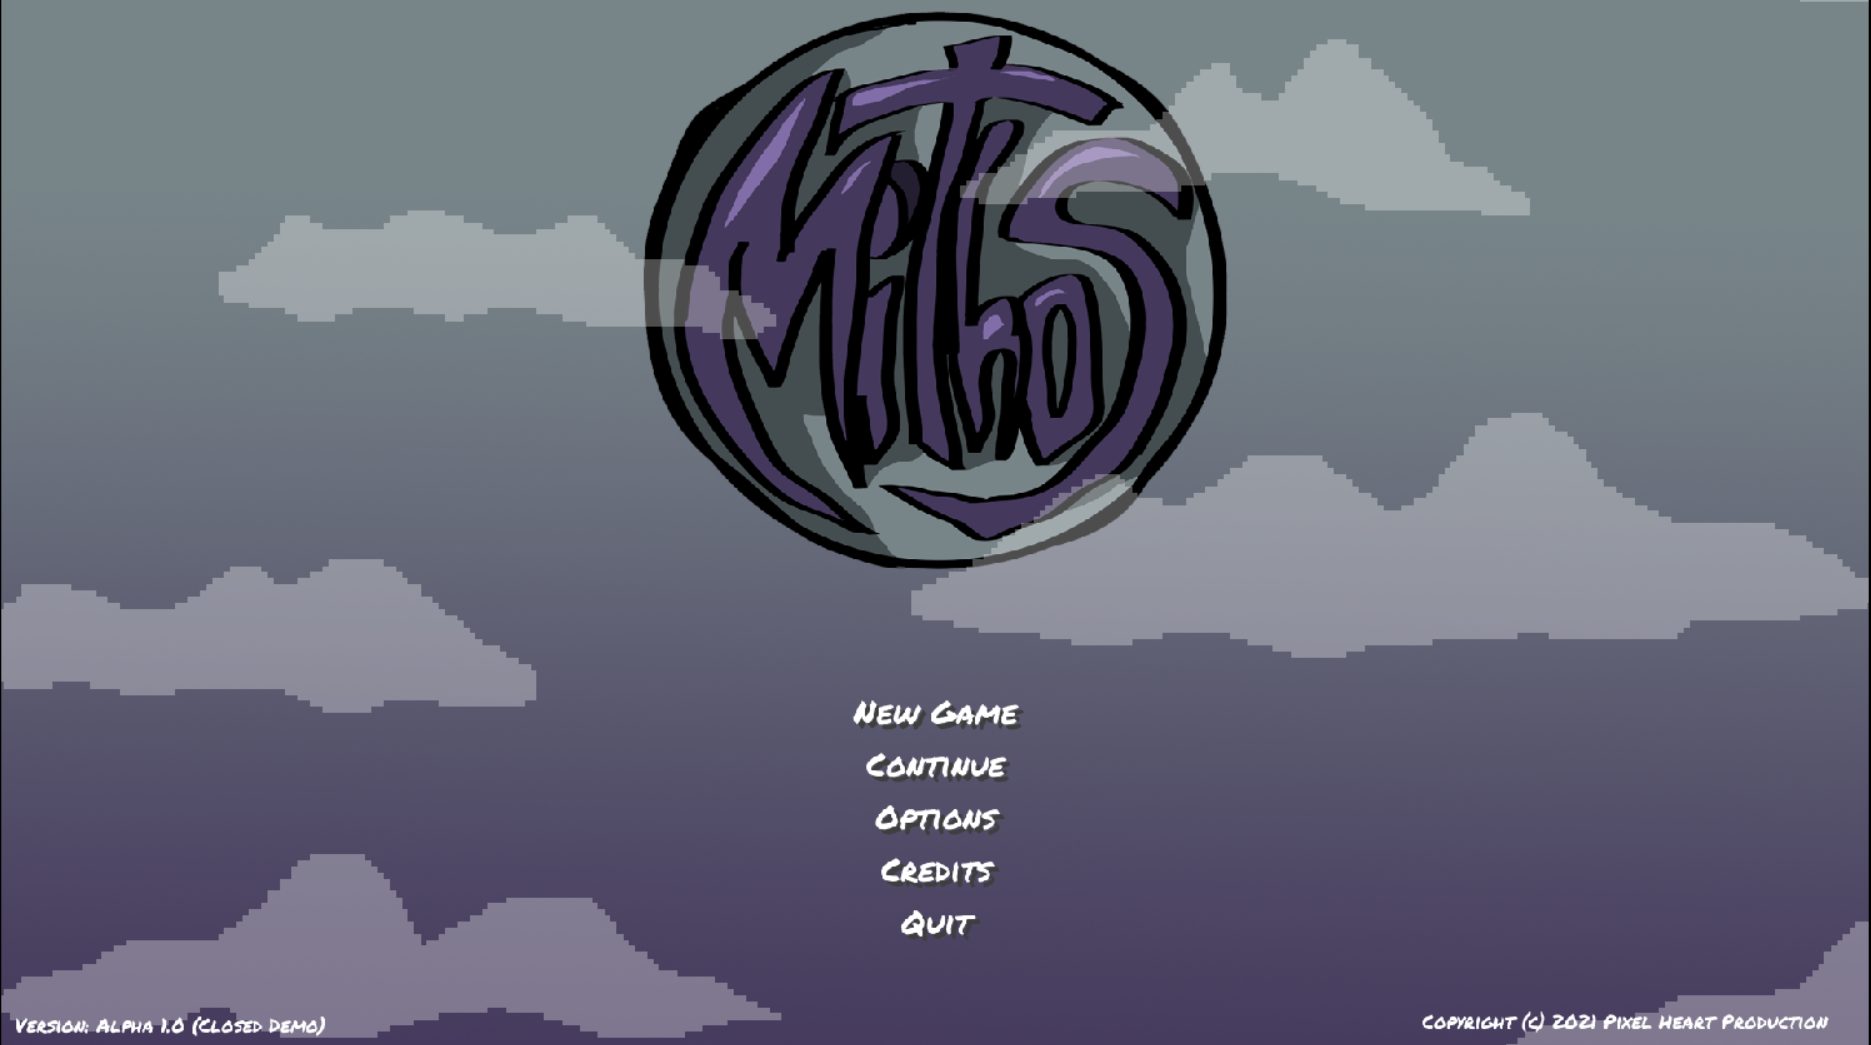 Mithos
New Game
Continue
Options
Credits
Quit
Version: Alpha 1.0 (Closed Demo)
Copyright (c) 2021 Pixel Heart Production